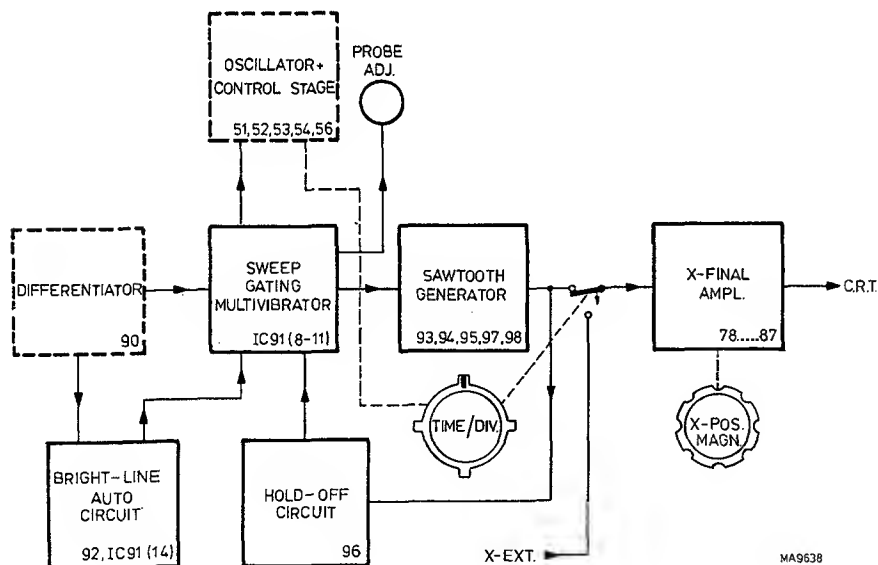 OSCILLATOR+
CONTROL STAGE
51,52,53,54,56
PROBE
ADJ.
DIFFERENTIATOR
90
SWEEP
GATING
MULTIVIBRATOR
IC91(8-11)
SAWTOOTH
GENERATOR
93,94,95,97,98
X-FINAL
AMPL.
78.....87
C.R.T.
BRIGHT-LINE
AUTO
CIRCUIT
92,IC91(14)
HOLD-OFF
CIRCUIT
96
TIME/DIV.
X-POS.
MAGN.
X-EXT.
MA9638